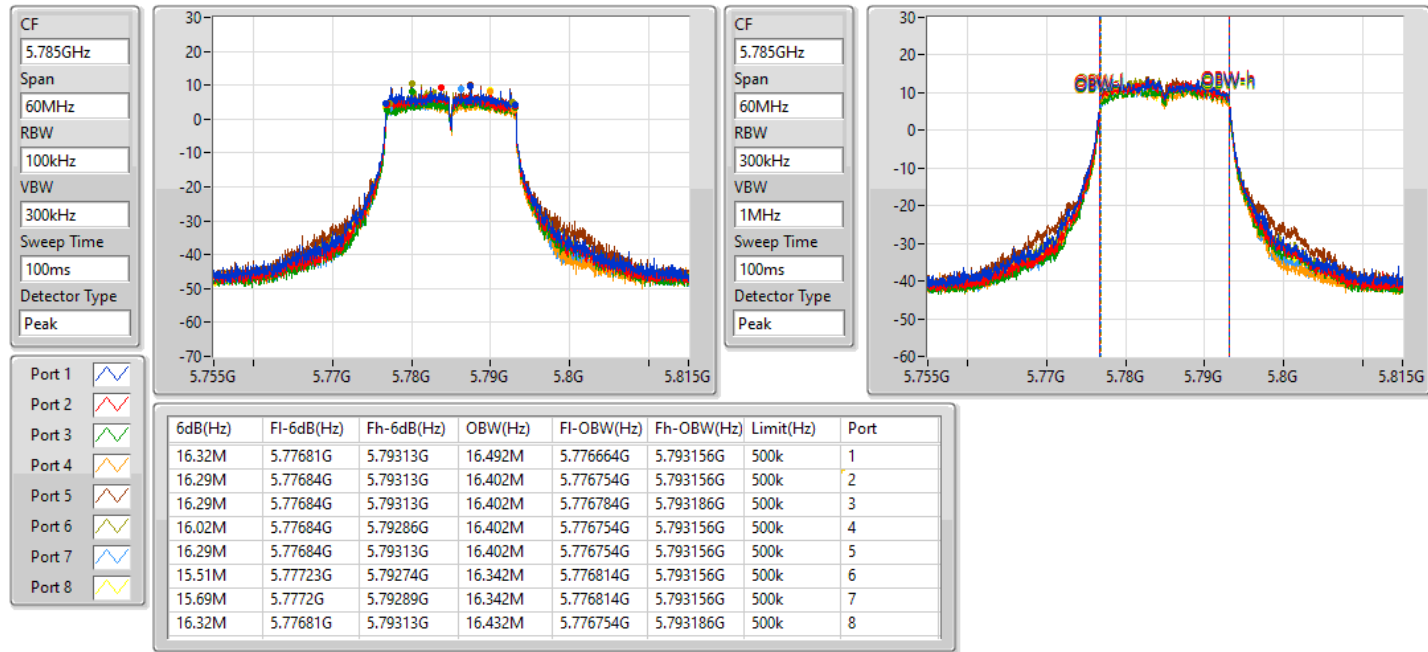 CF
5.785GHz
Span
60MHz
RBW
100kHz
VBW
300kHz
Sweep Time
100ms
Detector Type
Peak
30
20
10
0
-10
-20
-30
-40
-50
-60
-70
5.755G 5.77G 5.78G 5.79G 5.8G 5.815G
CF
5.785GHz
Span
60MHz
RBW
300kHz
VBW
1MHz
Sweep Time
100ms
Detector Type
Peak
30
20
10
0
-10
-20
-30
-40
-50
-60
OBW-l OBW-h
5.755G 5.77G 5.78G 5.79G 5.8G 5.815G
Port 1
Port 2
Port 3
Port 4
Port 5
Port 6
Port 7
Port 8
6dB(Hz) Fl-6dB(Hz) Fh-6dB(Hz) OBW(Hz) Fl-OBW(Hz) Fh-OBW(Hz) Limit(Hz) Port
16.32M 5.77681G 5.79313G 16.492M 5.776664G 5.793156G 500k 1
16.29M 5.77684G 5.79313G 16.402M 5.776754G 5.793156G 500k 2
16.29M 5.77684G 5.79313G 16.402M 5.776784G 5.793186G 500k 3
16.02M 5.77684G 5.79286G 16.402M 5.776754G 5.793156G 500k 4
16.29M 5.77684G 5.79313G 16.402M 5.776754G 5.793156G 500k 5
15.51M 5.77723G 5.79274G 16.342M 5.776814G 5.793156G 500k 6
15.69M 5.7772G 5.79289G 16.342M 5.776814G 5.793156G 500k 7
16.32M 5.77681G 5.79313G 16.432M 5.776754G 5.793186G 500k 8